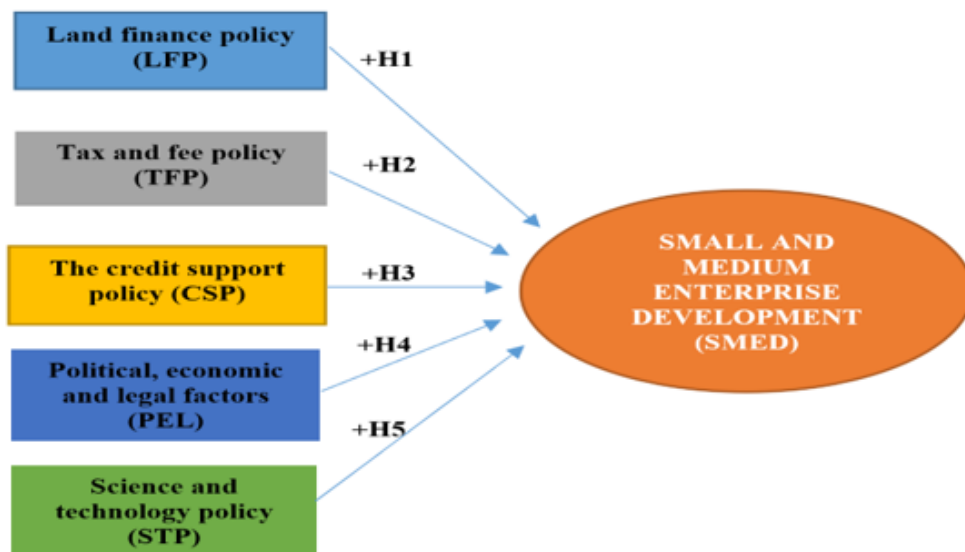 Land finance policy
(LFP)
+H1
Tax and fee policy
(TFP)
+H2
The credit support
policy (CSP)
+H3
Political, economic
and legal factors
(PEL)
+H4
Science and
technology policy
(STP)
+H5
SMALL AND
MEDIUM
ENTERPRISE
DEVELOPMENT
(SMED)